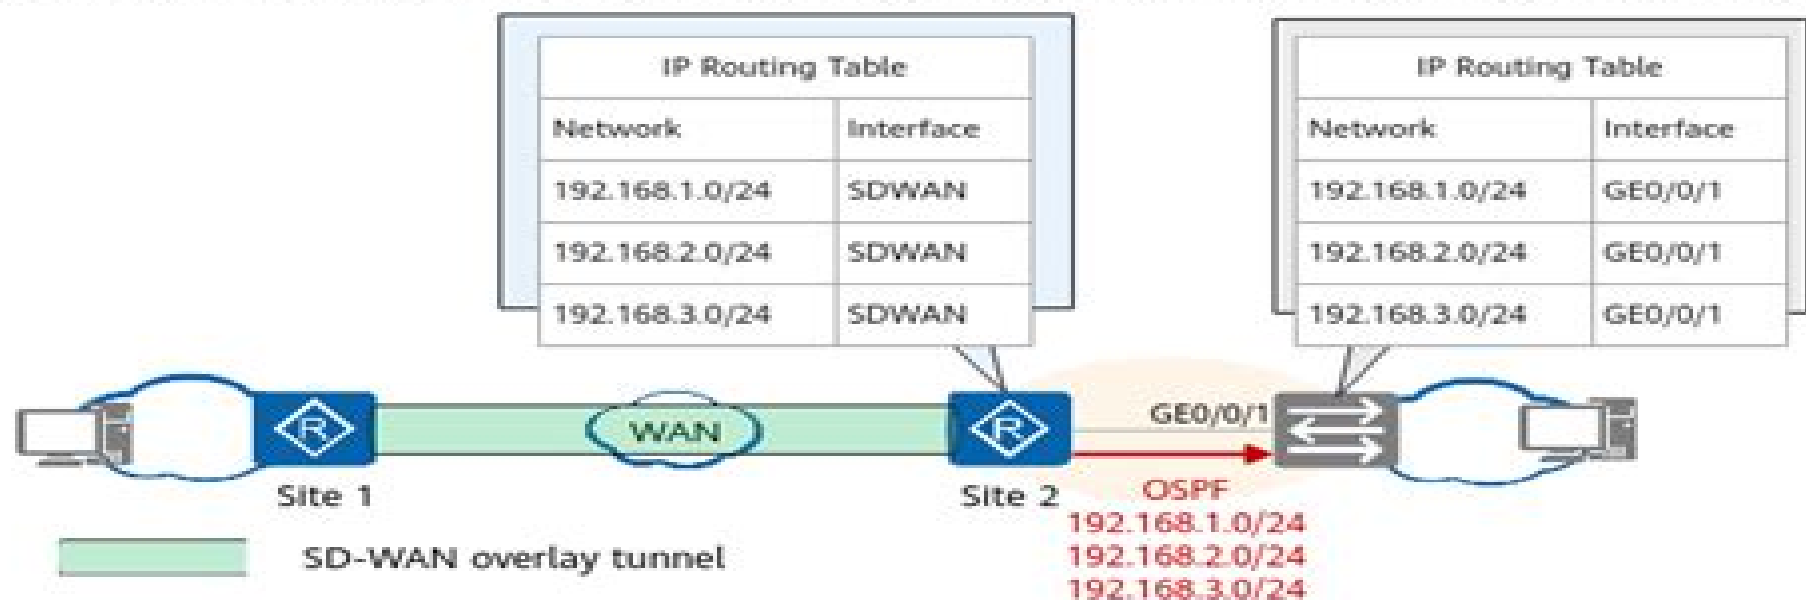 IP Routing Table
Network Interface
192.168.1.0/24 SDWAN
192.168.2.0/24 SDWAN
192.168.3.0/24 SDWAN
IP Routing Table
Network Interface
192.168.1.0/24 GE0/0/1
192.168.2.0/24 GE0/0/1
192.168.3.0/24 GE0/0/1
R
WAN
R
GE0/0/1
Site 1
Site 2
OSPF
192.168.1.0/24
192.168.2.0/24
192.168.3.0/24
SD-WAN overlay tunnel